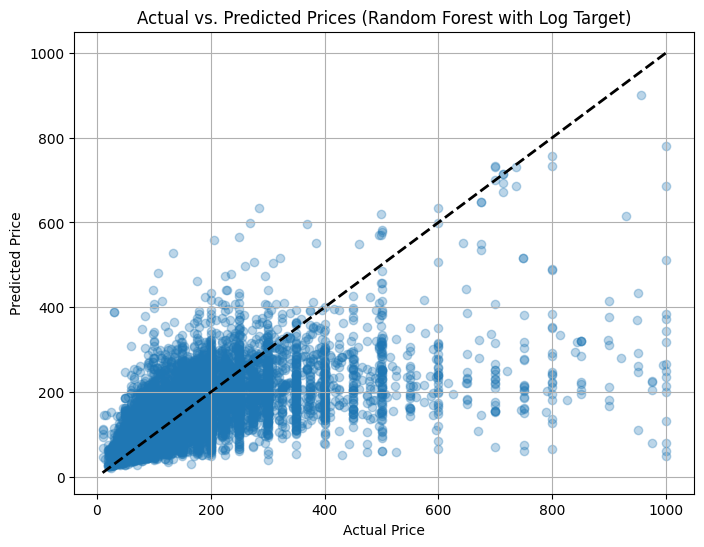 Actual vs. Predicted Prices (Random Forest with Log Target)
Predicted Price
1000
800
600
400
200
0
0 200 400 600 800 1000
Actual Price